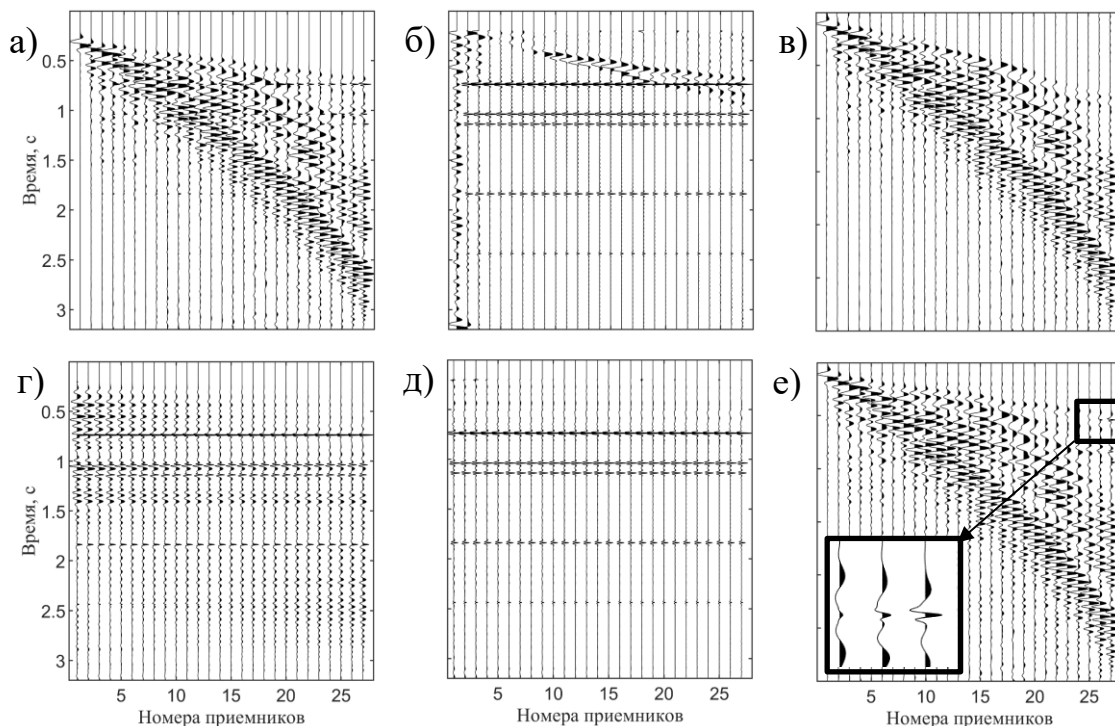 а)
б)
в)
Время, с
0.5
1
1.5
2
2.5
3
5 10 15 20 25
5 10 15 20 25
5 10 15 20 25
г)
д)
е)
Время, с
0.5
1
1.5
2
2.5
3
Номера приемников
Номера приемников
Номера приемников